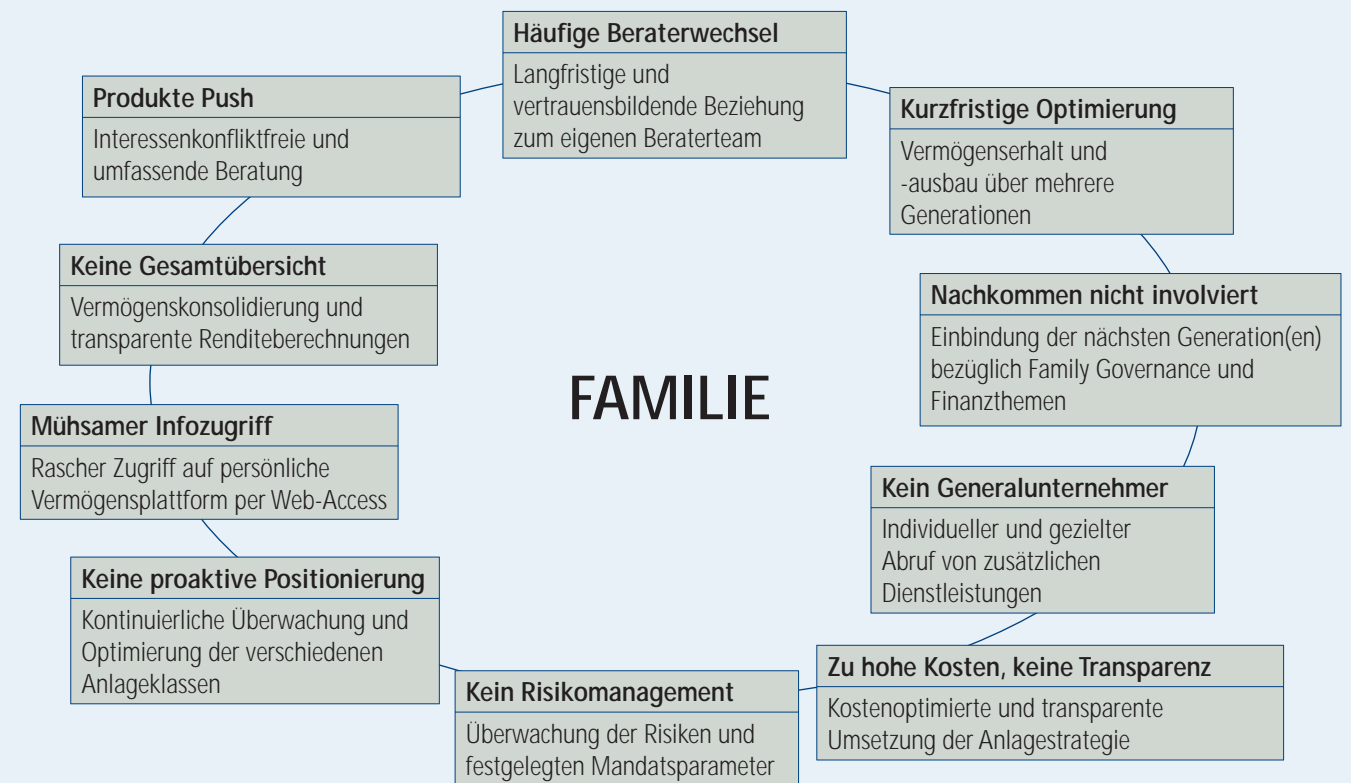 Häufige Beraterwechsel
Langfristige und
vertrauensbildende Beziehung
zum eigenen Beraterteam
Kurzfristige Optimierung
Vermögenserhalt und
-ausbau über mehrere
Generationen
Nachkommen nicht involviert
Einbindung der nächsten Generation(en)
bezüglich Family Governance und
Finanzthemen
Kein Generalunternehmer
Individueller und gezielter
Abruf von zusätzlichen
Dienstleistungen
Zu hohe Kosten, keine Transparenz
Kostenoptimierte und transparente
Umsetzung der Anlagestrategie
Kein Risikomanagement
Überwachung der Risiken und
festgelegten Mandatsparameter
Keine proaktive Positionierung
Kontinuierliche Überwachung und
Optimierung der verschiedenen
Anlageklassen
Mühsamer Infozugriff
Rascher Zugriff auf persönliche
Vermögensplattform per Web-Access
Keine Gesamtübersicht
Vermögenskonsolidierung und
transparente Renditeberechnungen
Produkte Push
Interessenkonfliktfreie und
umfassende Beratung
FAMILIE